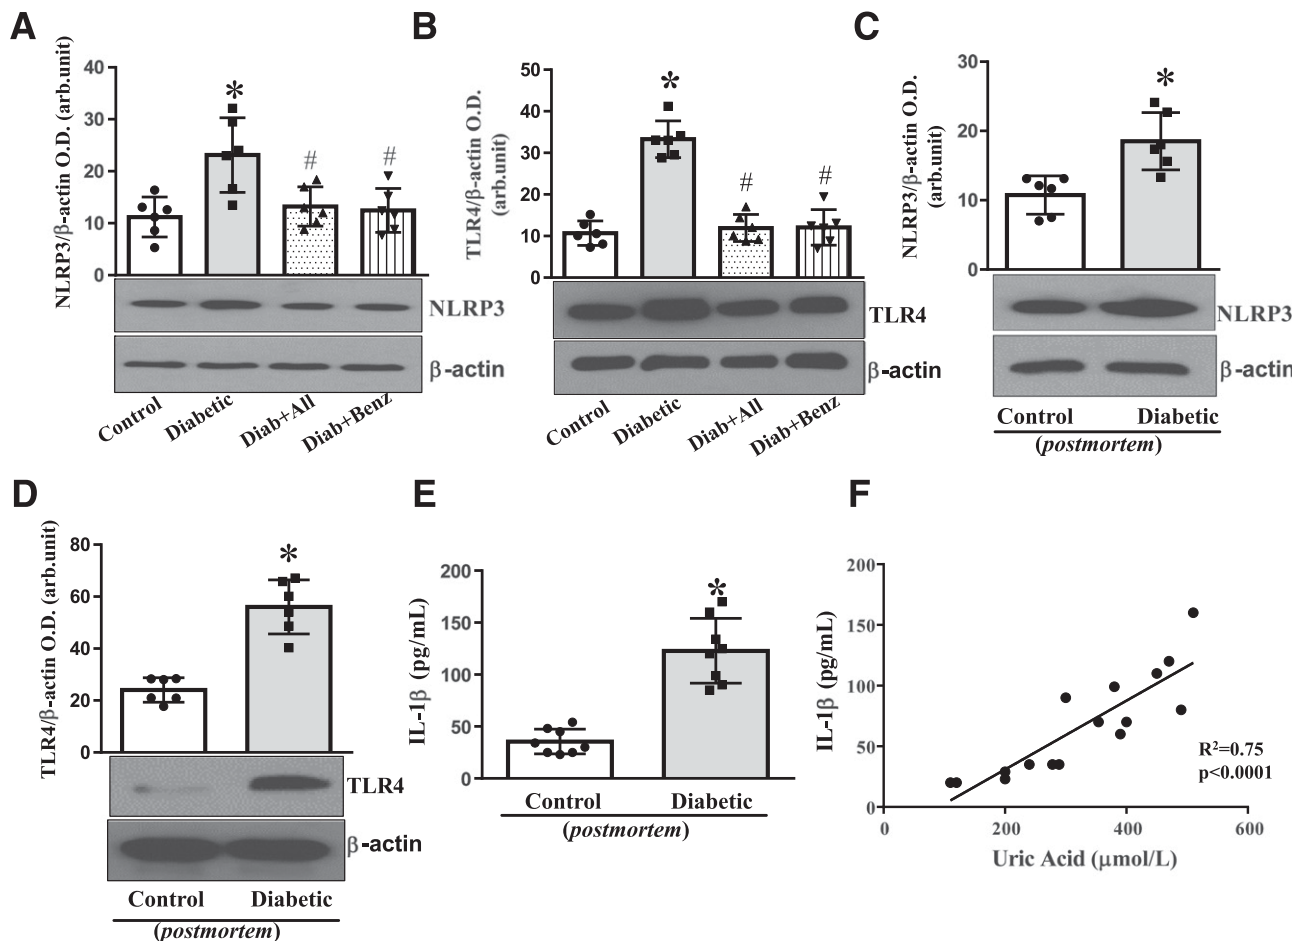 A
NLRP3/β-actin O.D. (arb.unit)
40
30
20
10
0
*
#
#
NLRP3
β-actin
Control
Diabetic
Diab+All
Diab+Benz
B
TLR4/β-actin O.D.
(arb.unit)
50
40
30
20
10
0
*
#
#
TLR4
β-actin
Control
Diabetic
Diab+All
Diab+Benz
C
NLRP3/β-actin O.D.
(arb.unit)
30
20
10
0
*
NLRP3
β-actin
Control Diabetic
(postmortem)
D
TLR4/β-actin O.D. (arb.unit)
80
60
40
20
0
*
TLR4
β-actin
Control Diabetic
(postmortem)
E
IL-1β (pg/mL)
200
150
100
50
0
*
Control Diabetic
(postmortem)
F
IL-1β (pg/mL)
200
150
100
50
0
R²=0.75
p<0.0001
0 200 400 600
Uric Acid (μmol/L)